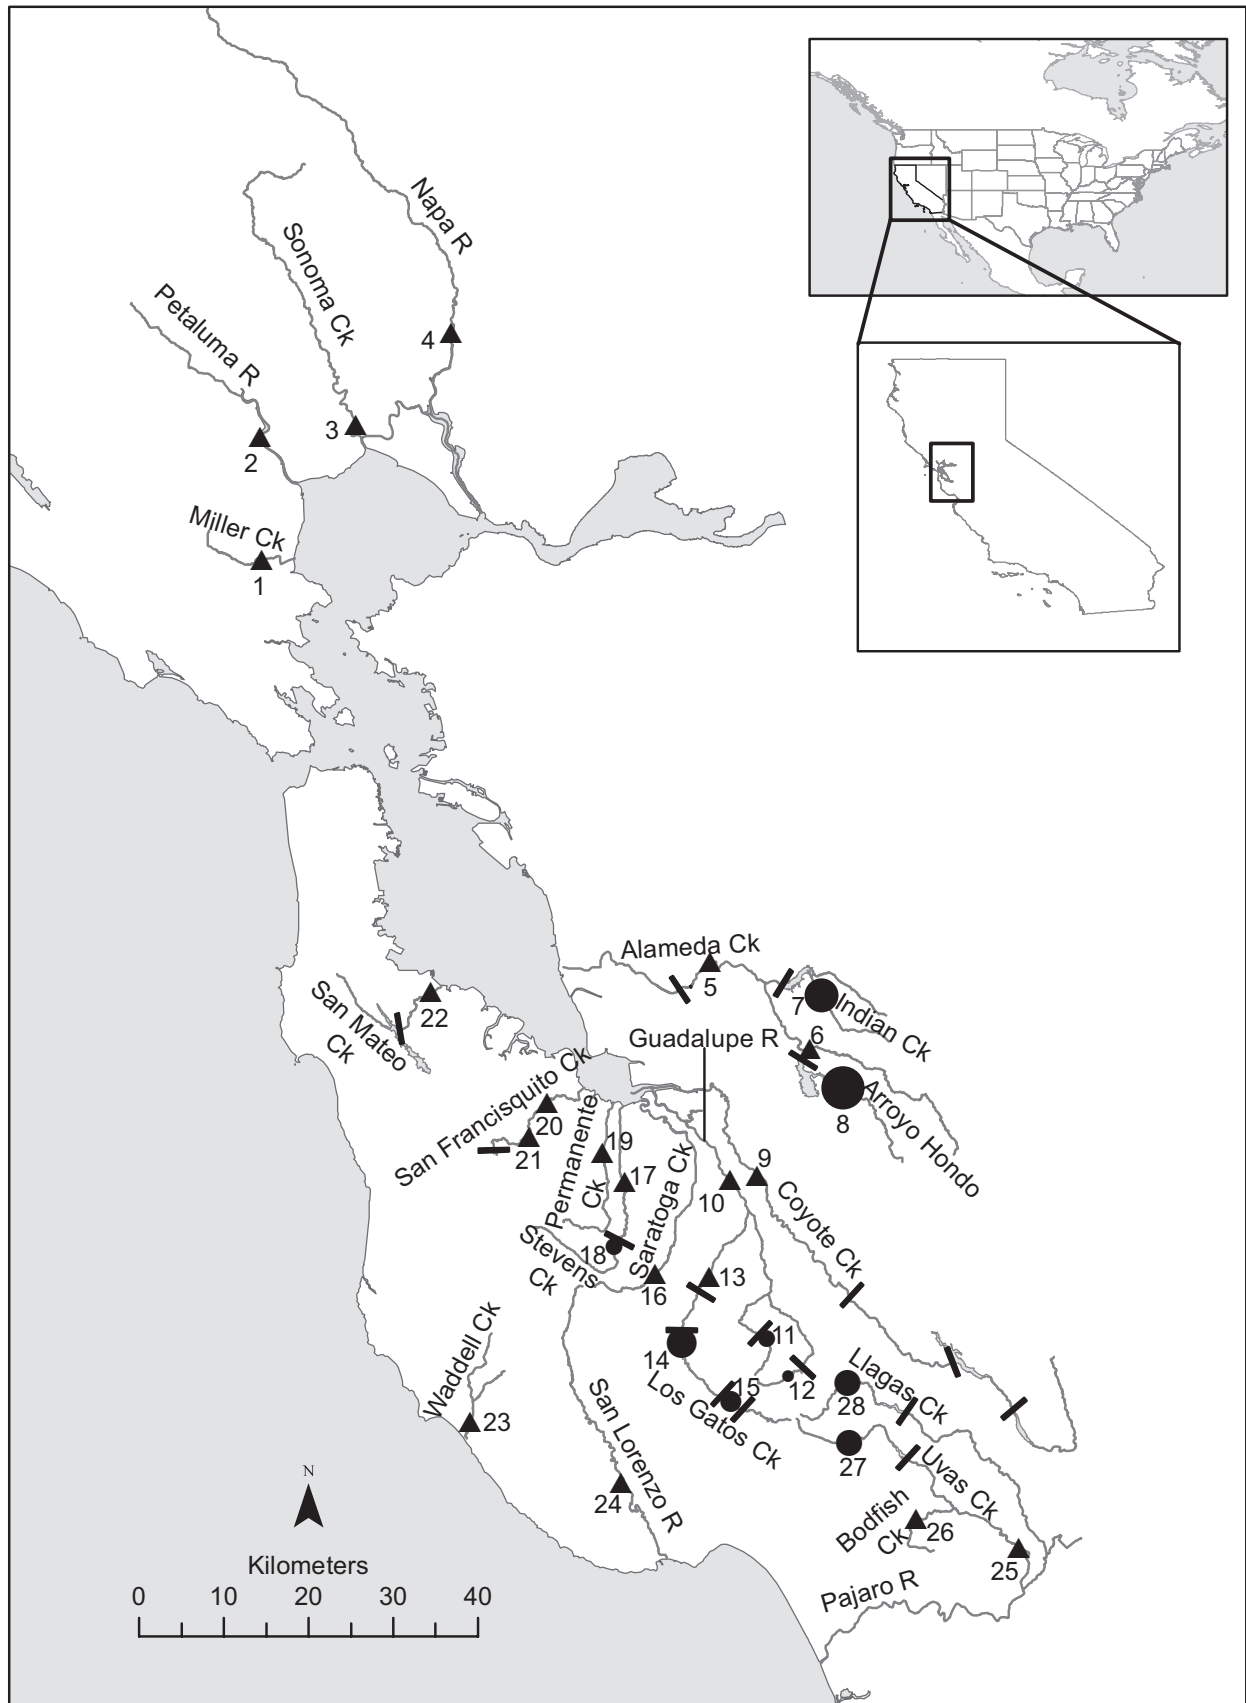 Napa R
Sonoma Ck
Petaluma R
4
3
2
Miller Ck
1
Alameda Ck
5
7
Indian Ck
San Mateo
Ck
22
Guadalupe R
6
8
Arroyo Hondo
San Francisquito Ck
20
21
Permanente
Ck
19
17
Saratoga Ck
10
9
Coyote Ck
18
Stevens
Ck
16
13
11
14
12
15
Los Gatos Ck
Llagas Ck
28
27
Waddell Ck
23
San Lorenzo R
24
Uvas Ck
Bodfish
Ck
26
25
Pajaro R
N
Kilometers
0 10 20 30 40